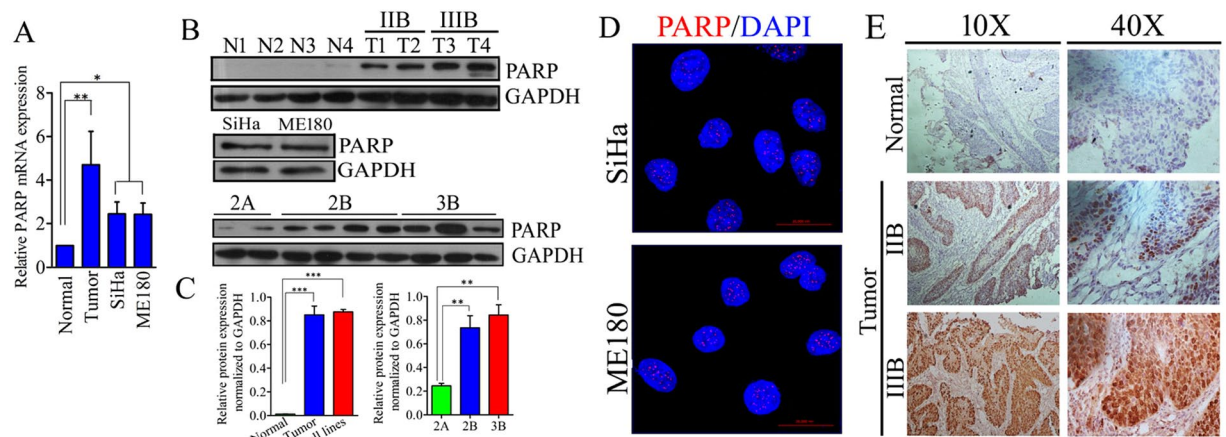 A
Relative PARP mRNA expression
8
6
4
2
0
**
*
Normal
Tumor
SiHa
ME180
B
IIB IIIB
N1 N2 N3 N4 T1 T2 T3 T4
PARP
GAPDH
SiHa ME180
PARP
GAPDH
2A 2B 3B
PARP
GAPDH
C
Relative protein expression
normalized to GAPDH
1.0
0.8
0.6
0.4
0.2
0.0
***
***
Normal
Tumor
ll lines
Relative protein expression
normalized to GAPDH
1.0
0.8
0.6
0.4
0.2
0.0
**
**
2A 2B 3B
D
PARP/DAPI
SiHa
ME180
E
10X 40X
Normal
Tumor
IIB
IIIB